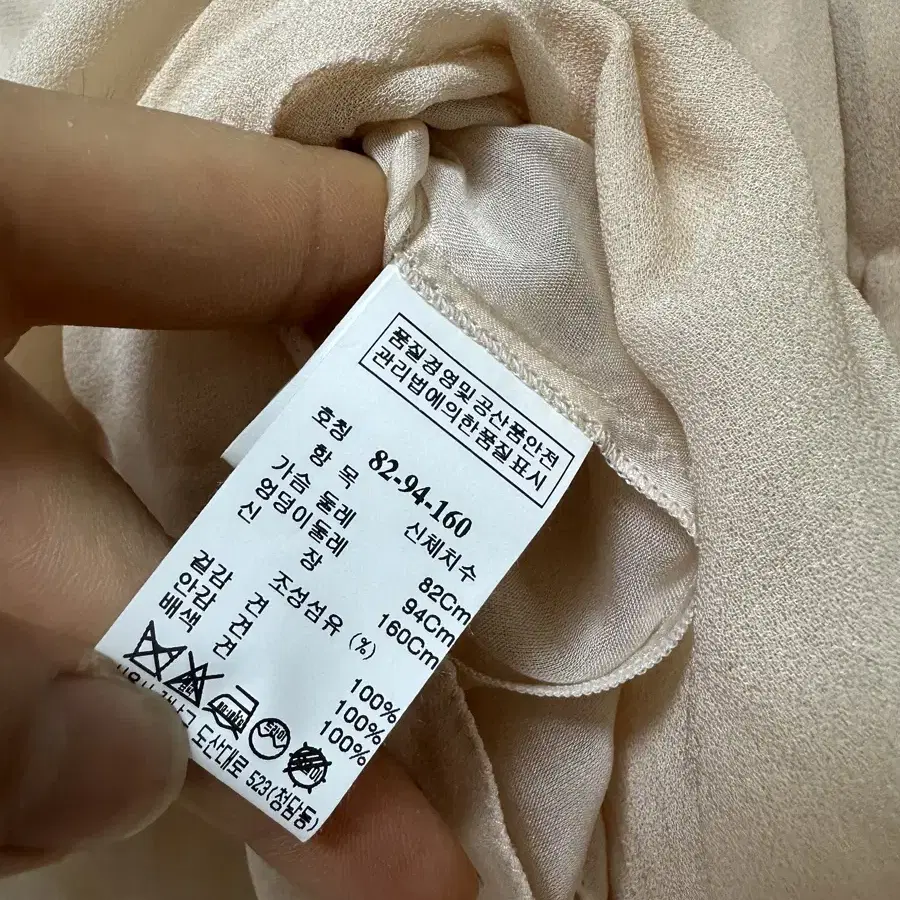 품질경영및공산품안전
관리법에의한품질표시
호칭 82-94-160
항 목 신체치수
가슴 둘레 82Cm
엉덩이둘레 94Cm
신 장 160Cm
조성섬유 (%)
겉감 견 100%
안감 견 100%
배색 견 100%
도산대로 523(청담동)